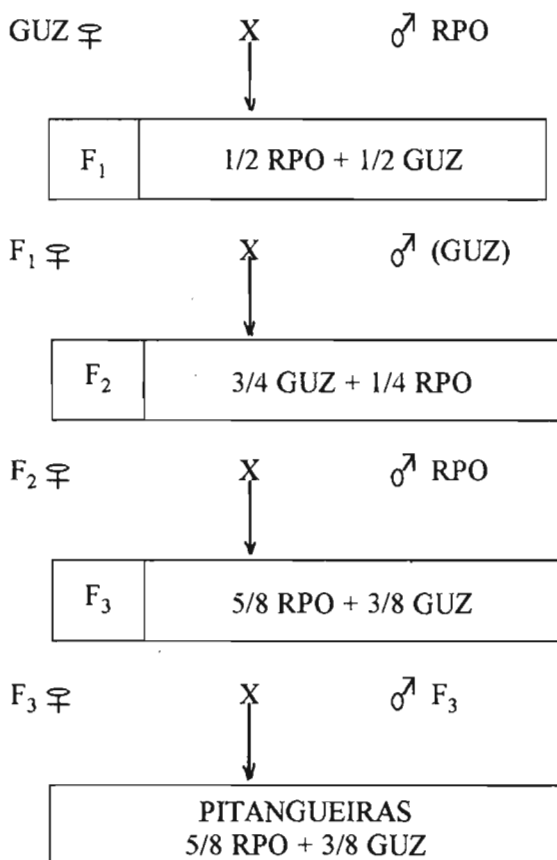 GUZ ♀ X ♂ RPO
F₁ 1/2 RPO + 1/2 GUZ
F₁ ♀ X ♂ (GUZ)
F₂ 3/4 GUZ + 1/4 RPO
F₂ ♀ X ♂ RPO
F₃ 5/8 RPO + 3/8 GUZ
F₃ ♀ X ♂ F₃
PITANGUEIRAS
5/8 RPO + 3/8 GUZ